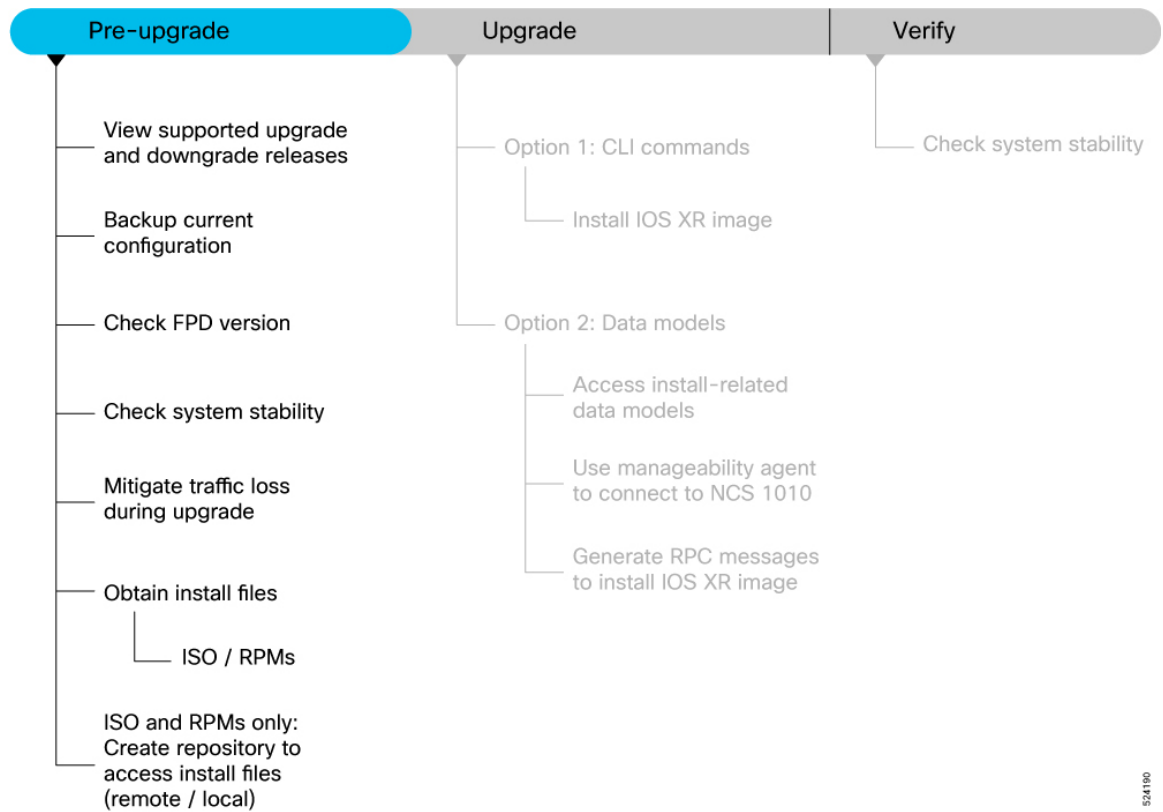 Pre-upgrade
Upgrade
Verify
View supported upgrade
and downgrade releases
Backup current
configuration
Check FPD version
Check system stability
Mitigate traffic loss
during upgrade
Obtain install files
ISO / RPMs
ISO and RPMs only:
Create repository to
access install files
(remote / local)
Option 1: CLI commands
Install IOS XR image
Option 2: Data models
Access install-related
data models
Use manageability agent
to connect to NCS 1010
Generate RPC messages
to install IOS XR image
Check system stability
524190